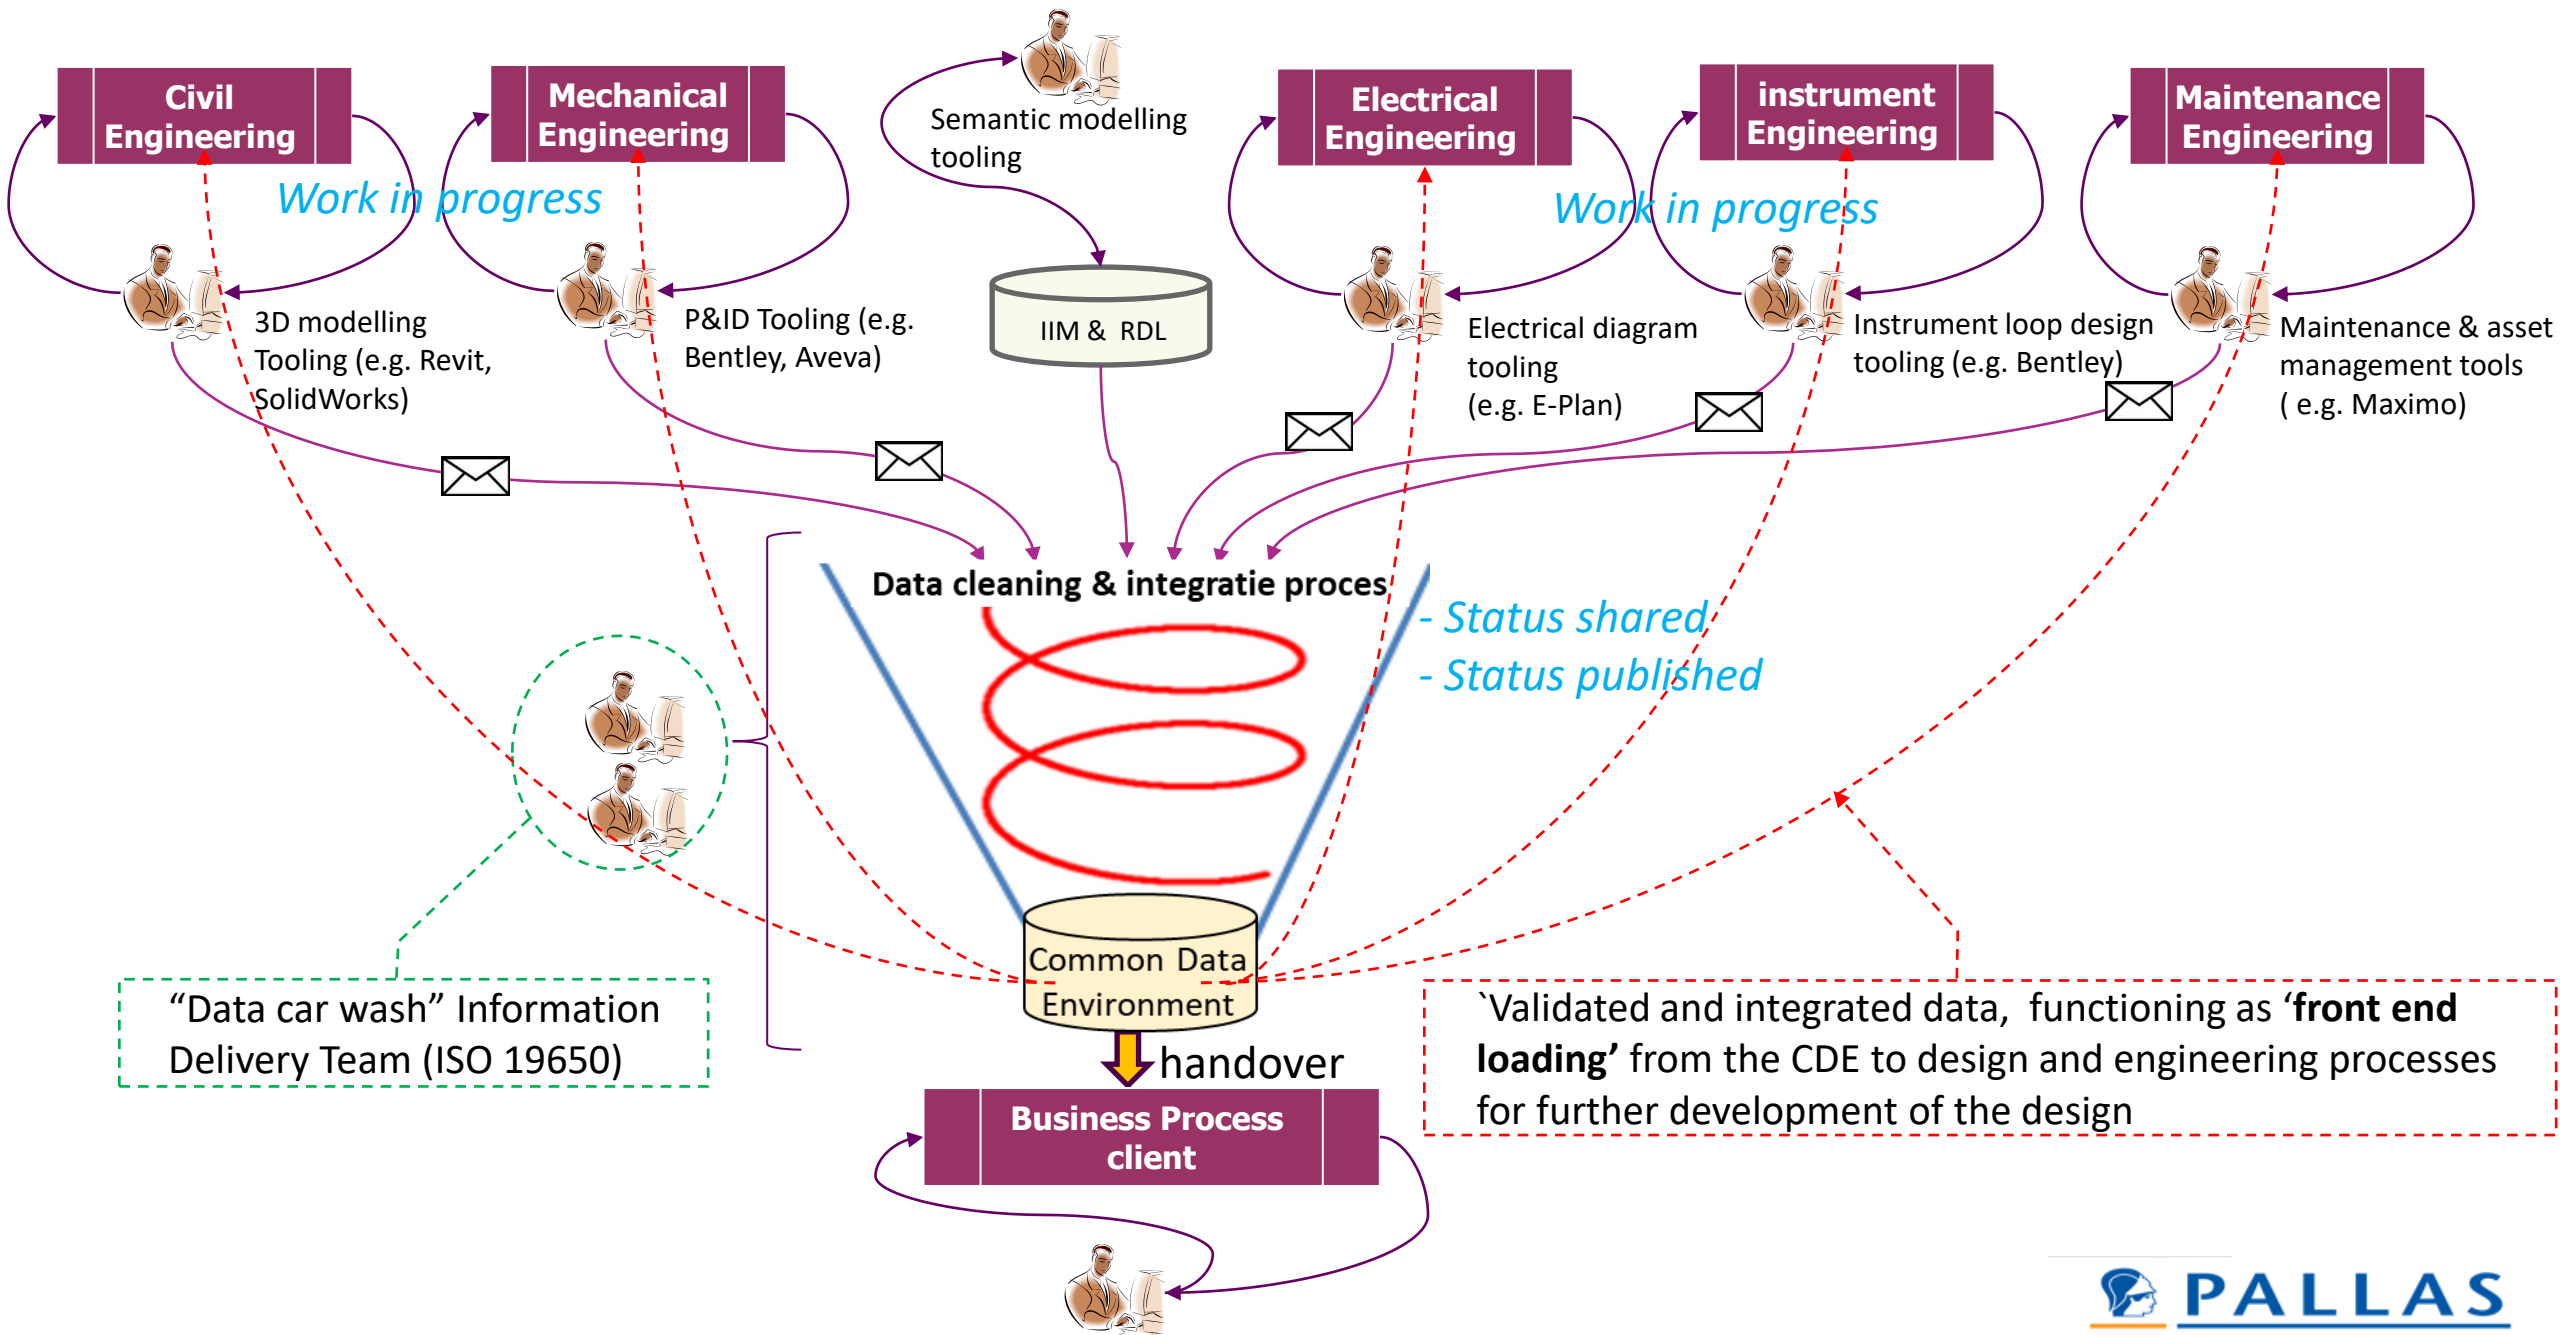 Civil
Engineering
Mechanical
Engineering
Semantic modelling
tooling
Electrical
Engineering
instrument
Engineering
Maintenance
Engineering
Work in progress
Work in progress
3D modelling
Tooling (e.g. Revit,
SolidWorks)
P&ID Tooling (e.g.
Bentley, Aveva)
IIM & RDL
Electrical diagram
tooling
(e.g. E-Plan)
Instrument loop design
tooling (e.g. Bentley)
Maintenance & asset
management tools
( e.g. Maximo)
Data cleaning & integratie proces
- Status shared
- Status published
Common Data
Environment
“Data car wash” Information
Delivery Team (ISO 19650)
`Validated and integrated data, functioning as ‘front end
loading’ from the CDE to design and engineering processes
for further development of the design
handover
Business Process
client
PALLAS